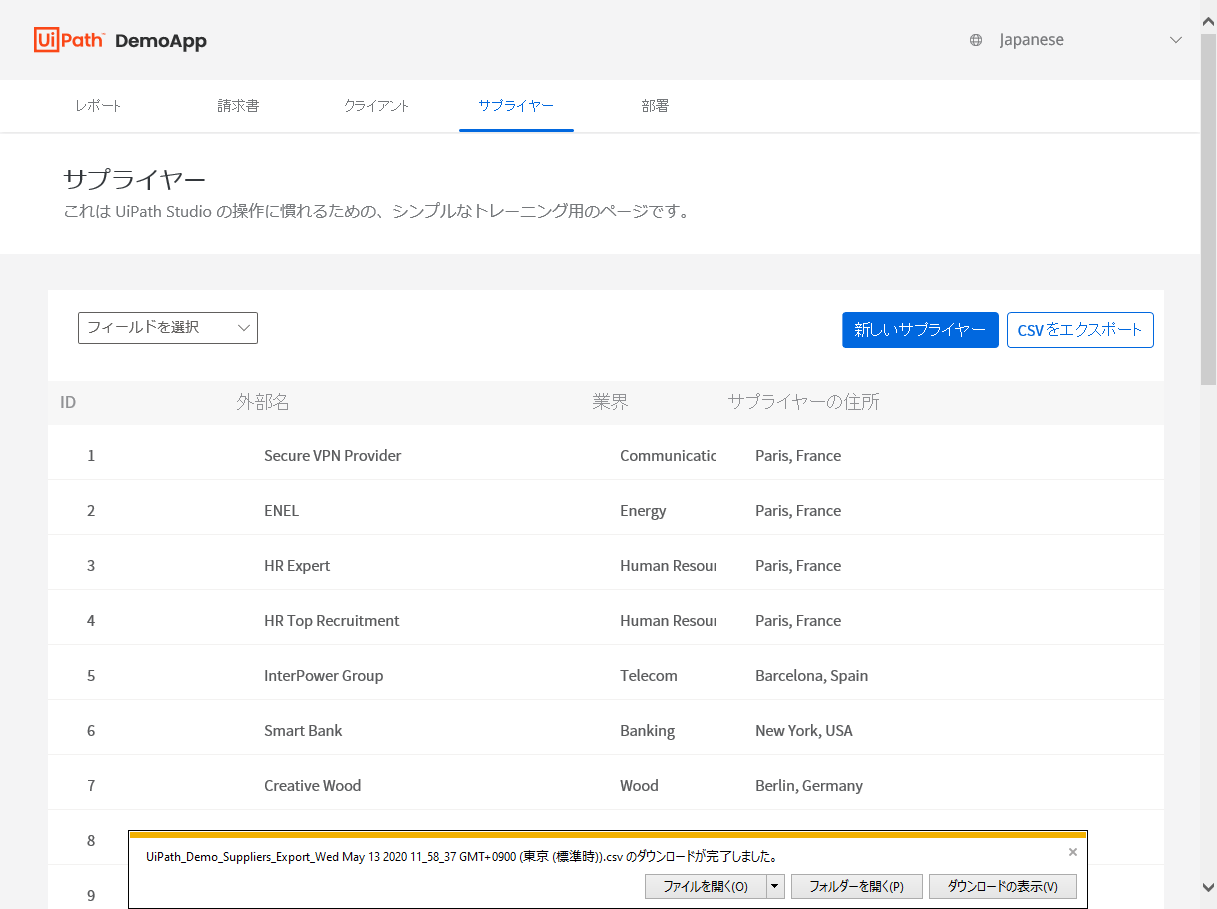 UiPath DemoApp Japanese
レポート 請求書 クライアント サプライヤー 部署
サプライヤー
これは UiPath Studio の操作に慣れるための、シンプルなトレーニング用のページです。
フィールドを選択 新しいサプライヤー CSVをエクスポート
ID 外部名 業界 サプライヤーの住所
1 Secure VPN Provider Communicatic Paris, France
2 ENEL Energy Paris, France
3 HR Expert Human Resour Paris, France
4 HR Top Recruitment Human Resour Paris, France
5 InterPower Group Telecom Barcelona, Spain
6 Smart Bank Banking New York, USA
7 Creative Wood Wood Berlin, Germany
8
UiPath_Demo_Suppliers_Export_Wed May 13 2020 11_58_37 GMT+0900 (東京 (標準時)).csv のダウンロードが完了しました。
ファイルを開く(O) フォルダーを開く(P) ダウンロードの表示(V)
9